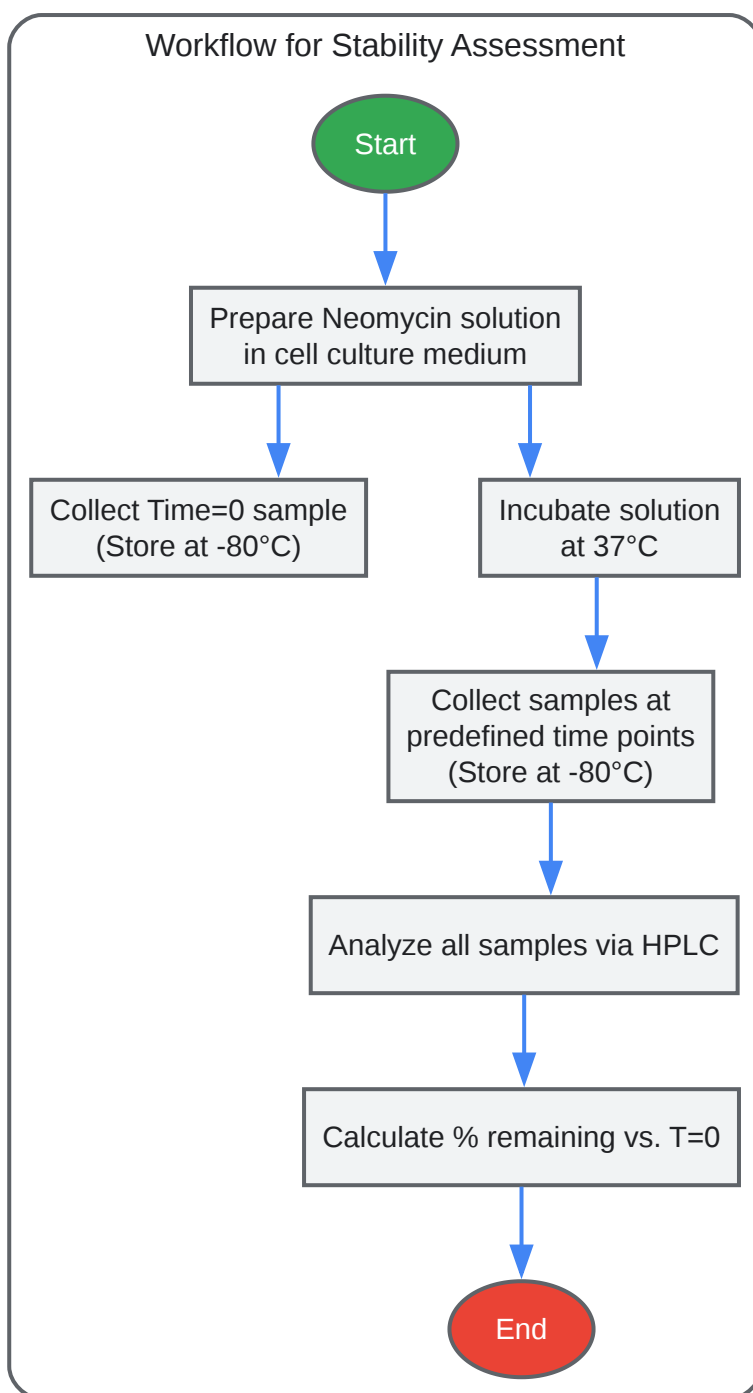 Workflow for Stability Assessment
Start
Prepare Neomycin solution
in cell culture medium
Collect Time=0 sample
(Store at -80°C)
Incubate solution
at 37°C
Collect samples at
predefined time points
(Store at -80°C)
Analyze all samples via HPLC
Calculate % remaining vs. T=0
End